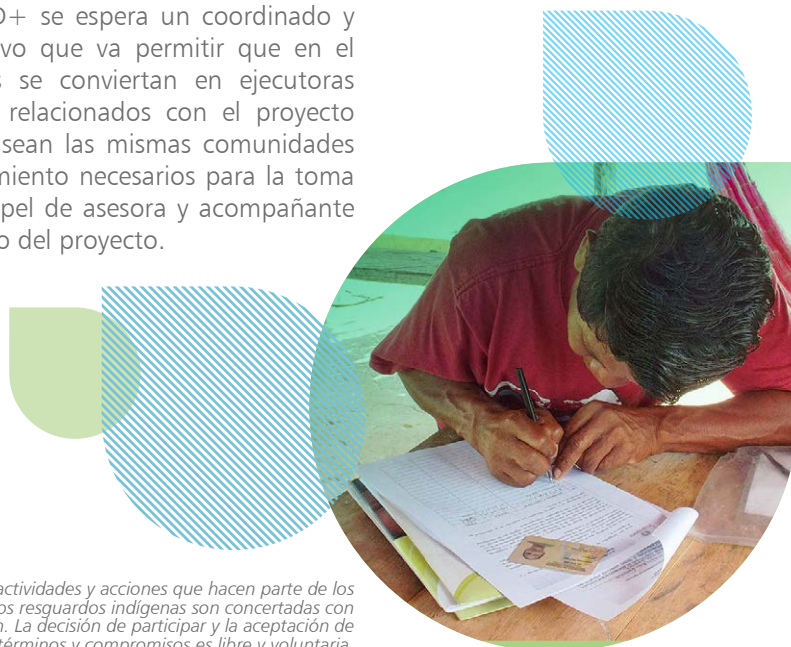 D+ se espera un coordinado y
vo que va permitir que en el
s se conviertan en ejecutoras
relacionados con el proyecto
sean las mismas comunidades
miento necesarios para la toma
pel de asesora y acompañante
o del proyecto.
actividades y acciones que hacen parte de los
os resguardos indígenas son concertadas con
n. La decisión de participar y la aceptación de
términos y compromisos es libre y voluntaria.